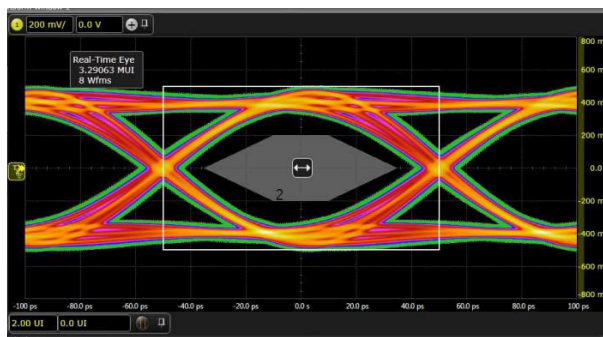 1 200 mV/ 0.0 V
Real-Time Eye
3.29063 MUI
8 Wfms
800 m
600 m
400 m
200 m
0.0
-200 m
-400 m
-600 m
-800 m
2
-100 ps -80.0 ps -60.0 ps -40.0 ps -20.0 ps 0.0 s 20.0 ps 40.0 ps 60.0 ps 80.0 ps 100 ps
2.00 UI 0.0 UI